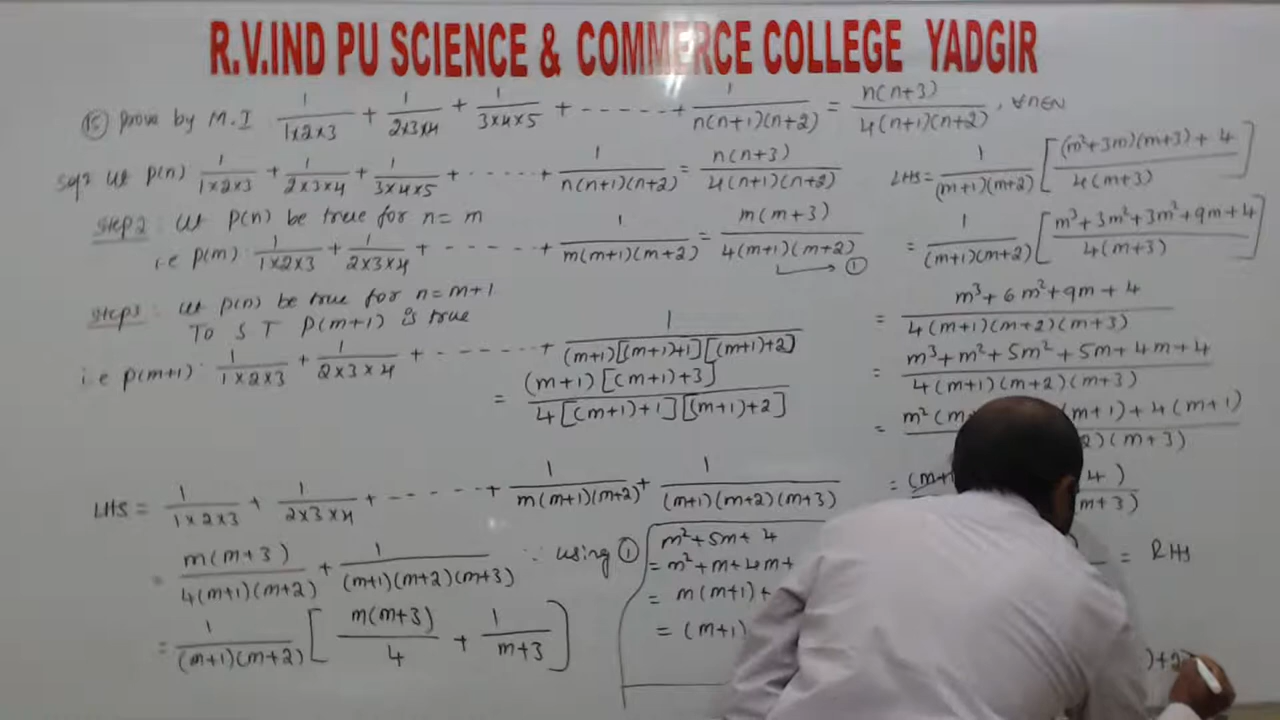 R.V.IND PU SCIENCE & COMMERCE COLLEGE YADGIR
prove by M.I 1/(1×2×3) + 1/(2×3×4) + 1/(3×4×5) + ------ + 1/(n(n+1)(n+2)) = n(n+3)/(4(n+1)(n+2)), ∀n∈N
P(n) 1/(1×2×3) + 1/(2×3×4) + 1/(3×4×5) + ------ + 1/(n(n+1)(n+2)) = n(n+3)/(4(n+1)(n+2))
Step2: let P(n) be true for n = m
i.e P(m) 1/(1×2×3) + 1/(2×3×4) + ------ + 1/(m(m+1)(m+2)) = m(m+3)/(4(m+1)(m+2)) → ①
Step3: let P(n) be true for n = m+1
TO S T P(m+1) is true
i.e P(m+1) 1/(1×2×3) + 1/(2×3×4) + ------ + 1/((m+1)[(m+1)+1][(m+1)+2])
= (m+1)[(m+1)+3]/(4[(m+1)+1][(m+1)+2])
LHS = 1/(1×2×3) + 1/(2×3×4) + ------ + 1/(m(m+1)(m+2)) + 1/((m+1)(m+2)(m+3))
= m(m+3)/(4(m+1)(m+2)) + 1/((m+1)(m+2)(m+3)) ∵ using ①
= 1/((m+1)(m+2)) [m(m+3)/4 + 1/(m+3)]
m²+5m+4
= m²+m+4m+
= m(m+1)+
= (m+1)
LHS = 1/((m+1)(m+2)) [((m²+3m)(m+3)+4)/(4(m+3))]
= 1/((m+1)(m+2)) [(m³+3m²+3m²+9m+4)/(4(m+3))]
= (m³+6m²+9m+4)/(4(m+1)(m+2)(m+3))
= (m³+m²+5m²+5m+4m+4)/(4(m+1)(m+2)(m+3))
= m²(m (m+1)+4(m+1)
2)(m+3)
= (m+ 4)
(m+3)
= RHS
)+2